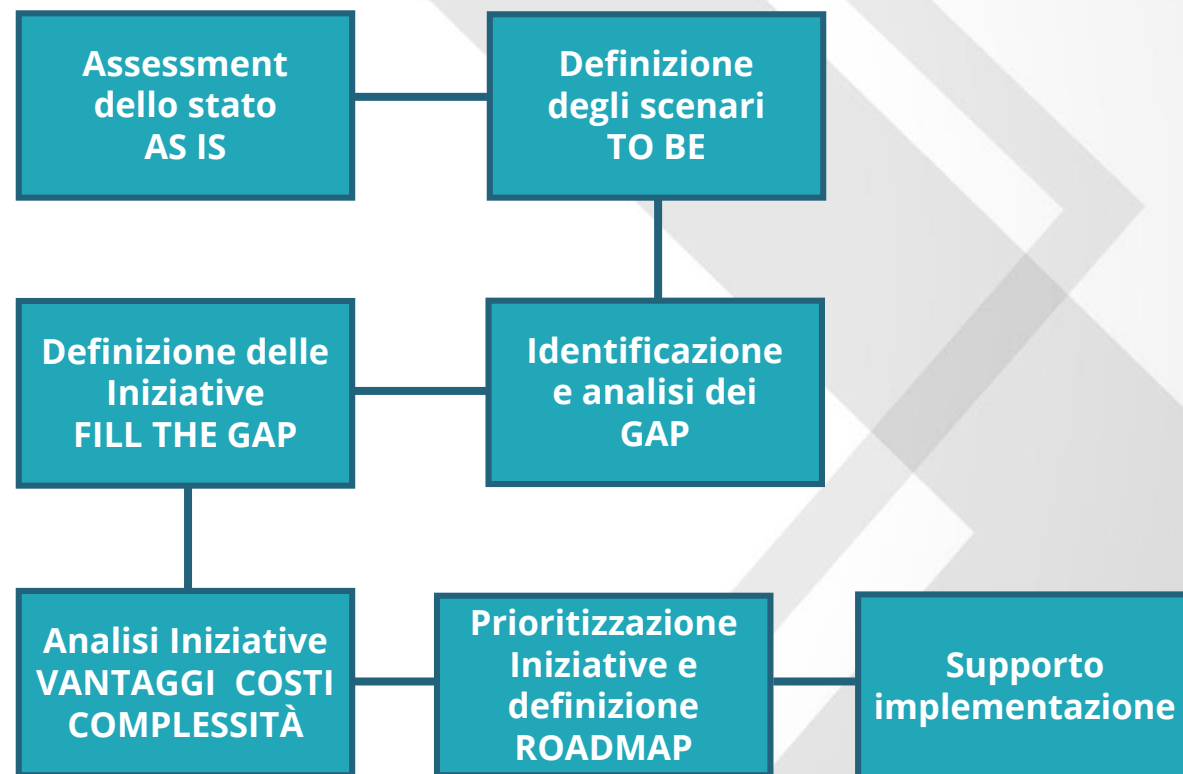 Assessment
dello stato
AS IS
Definizione
degli scenari
TO BE
Definizione delle
Iniziative
FILL THE GAP
Identificazione
e analisi dei
GAP
Analisi Iniziative
VANTAGGI COSTI
COMPLESSITÀ
Prioritizzazione
Iniziative e
definizione
ROADMAP
Supporto
implementazione